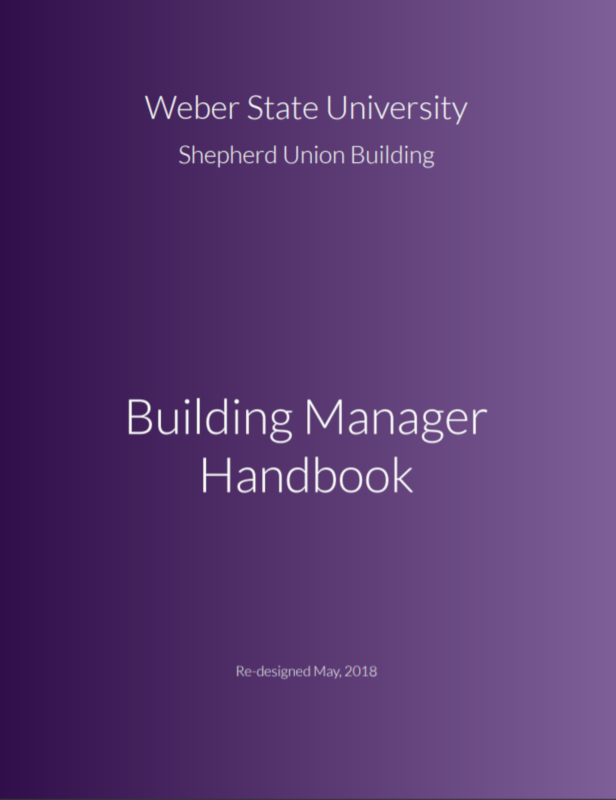 Weber State University
Shepherd Union Building
Building Manager
Handbook
Re-designed May, 2018